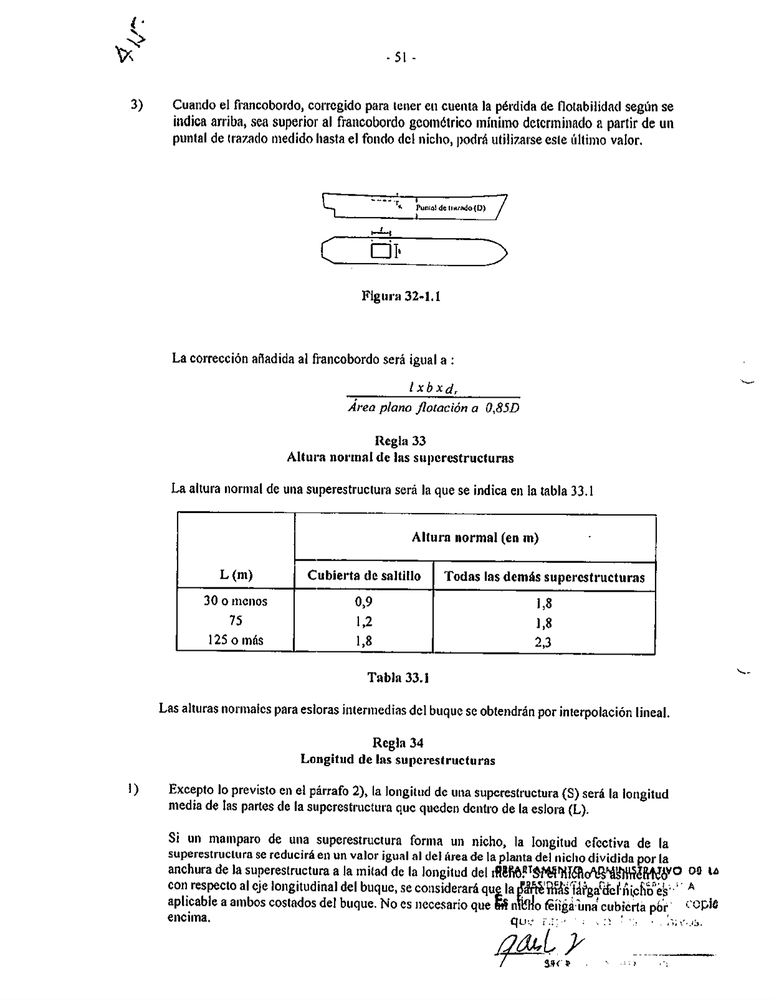 415
- 51 -
3) Cuando el francobordo, corregido para tener en cuenta la pérdida de flotabilidad según se
indica arriba, sea superior al francobordo geométrico mínimo determinado a partir de un
puntal de trazado medido hasta el fondo del nicho, podrá utilizarse este último valor.
Puntal de trazado (D)
l
b
Figura 32-1.1
La corrección añadida al francobordo será igual a :
l x b x dr
Área plano flotación a 0,85D
Regla 33
Altura normal de las superestructuras
La altura normal de una superestructura será la que se indica en la tabla 33.1
Altura normal (en m)
L (m) Cubierta de saltillo Todas las demás superestructuras
30 o menos 0,9 1,8
75 1,2 1,8
125 o más 1,8 2,3
Tabla 33.1
Las alturas normales para esloras intermedias del buque se obtendrán por interpolación lineal.
Regla 34
Longitud de las superestructuras
1) Excepto lo previsto en el párrafo 2), la longitud de una superestructura (S) será la longitud
media de las partes de la superestructura que queden dentro de la eslora (L).
Si un mamparo de una superestructura forma un nicho, la longitud efectiva de la
superestructura se reducirá en un valor igual al del área de la planta del nicho dividida por la
anchura de la superestructura a la mitad de la longitud del nicho. Si el nicho es asimétrico
con respecto al eje longitudinal del buque, se considerará que la parte más larga del nicho es
aplicable a ambos costados del buque. No es necesario que un nicho tenga una cubierta por
encima.
DEPARTAMENTO ADMINISTRATIVO DE LA
PRESIDENCIA DE LA
Es fiel copia
que